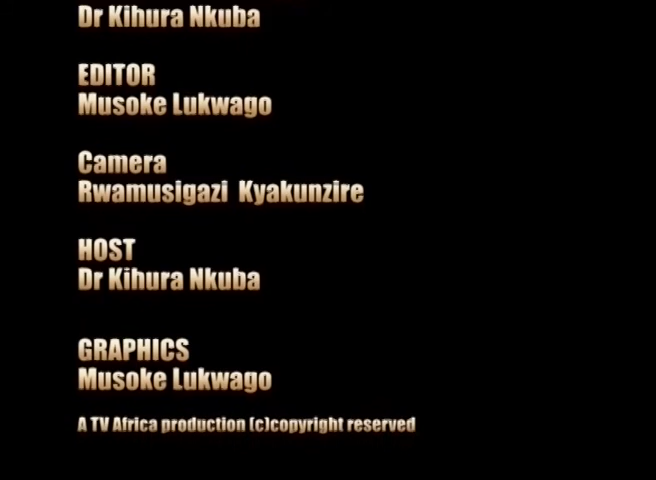 Dr Kihura Nkuba
EDITOR
Musoke Lukwago
Camera
Rwamusigazi Kyakunzire
HOST
Dr Kihura Nkuba
GRAPHICS
Musoke Lukwago
A TV Africa production (c)copyright reserved